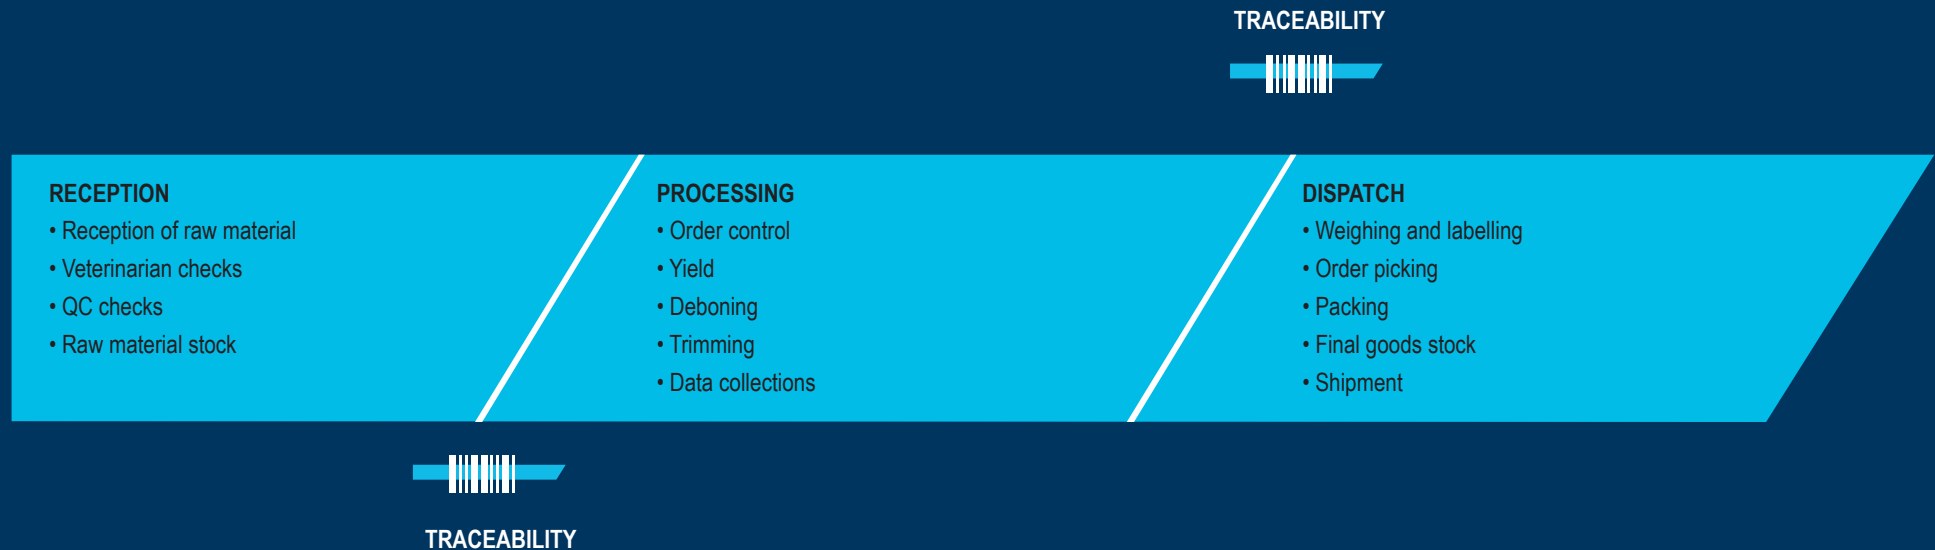 TRACEABILITY
RECEPTION
• Reception of raw material
• Veterinarian checks
• QC checks
• Raw material stock
PROCESSING
• Order control
• Yield
• Deboning
• Trimming
• Data collections
DISPATCH
• Weighing and labelling
• Order picking
• Packing
• Final goods stock
• Shipment
TRACEABILITY